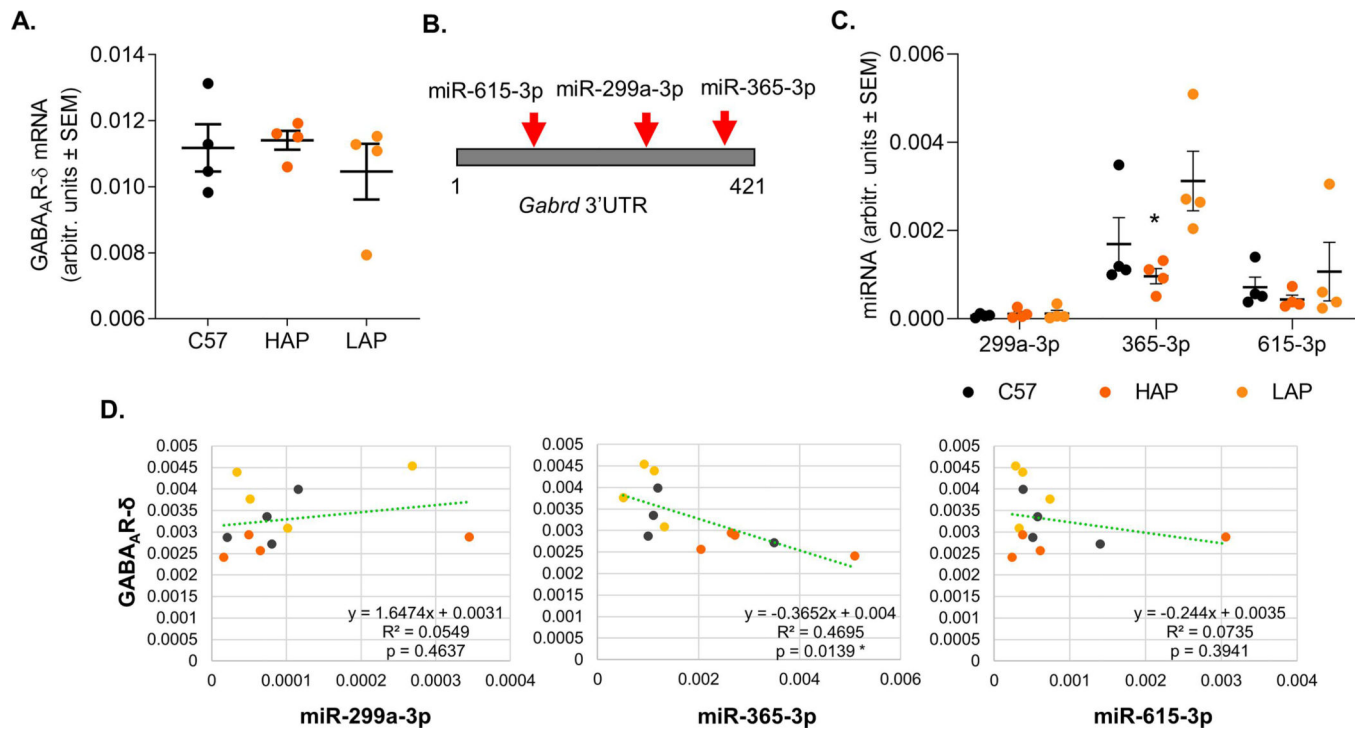 A.
GABA_AR-δ mRNA
(arbitr. units ± SEM)
0.014
0.012
0.010
0.008
0.006
C57 HAP LAP
B.
miR-615-3p miR-299a-3p miR-365-3p
1 421
Gabrd 3'UTR
C.
miRNA (arbitr. units ± SEM)
0.006
0.004
0.002
0.000
*
299a-3p 365-3p 615-3p
C57 HAP LAP
D.
GABA_AR-δ
0.005
0.0045
0.004
0.0035
0.003
0.0025
0.002
0.0015
0.001
0.0005
0
y = 1.6474x + 0.0031
R² = 0.0549
p = 0.4637
0 0.0001 0.0002 0.0003 0.0004
miR-299a-3p
0.005
0.0045
0.004
0.0035
0.003
0.0025
0.002
0.0015
0.001
0.0005
0
y = -0.3652x + 0.004
R² = 0.4695
p = 0.0139 *
0 0.002 0.004 0.006
miR-365-3p
0.005
0.0045
0.004
0.0035
0.003
0.0025
0.002
0.0015
0.001
0.0005
0
y = -0.244x + 0.0035
R² = 0.0735
p = 0.3941
0 0.001 0.002 0.003 0.004
miR-615-3p